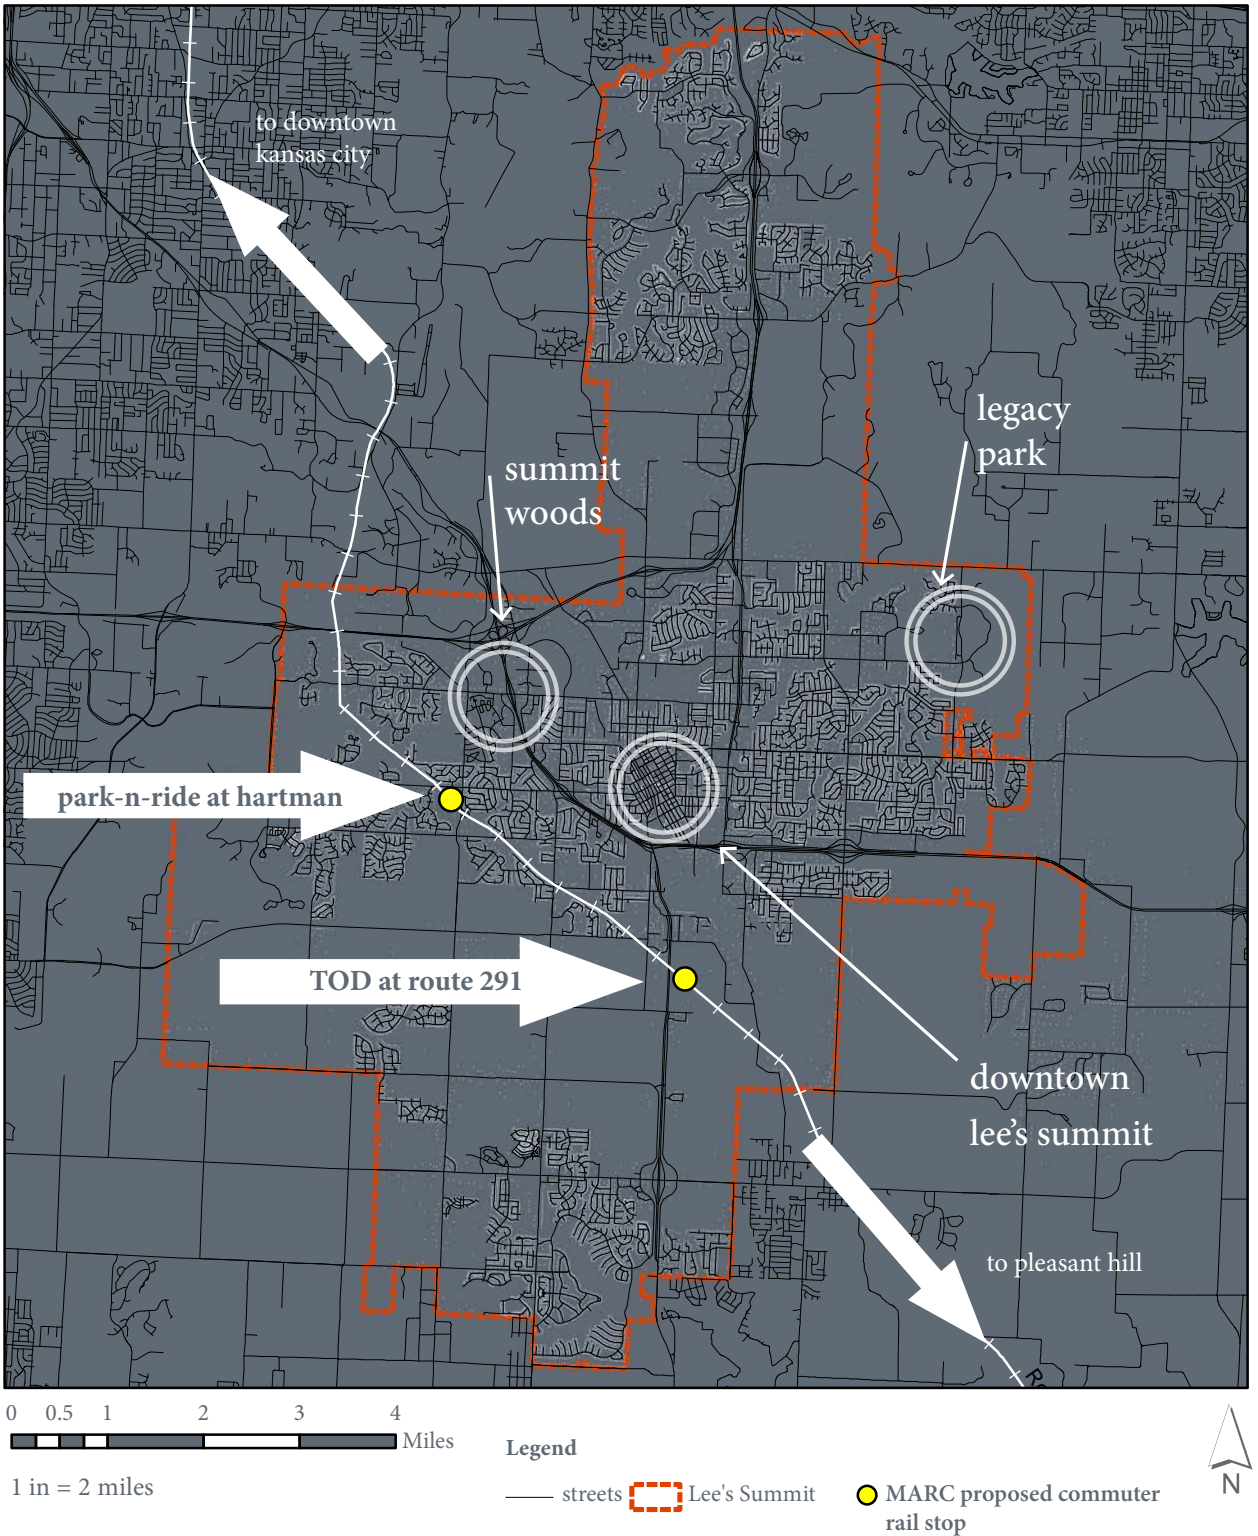 to downtown
kansas city
legacy
park
summit
woods
park-n-ride at hartman
TOD at route 291
downtown
lee's summit
to pleasant hill
0 0.5 1 2 3 4
Miles
1 in = 2 miles
Legend
streets
Lee's Summit
MARC proposed commuter
rail stop
N